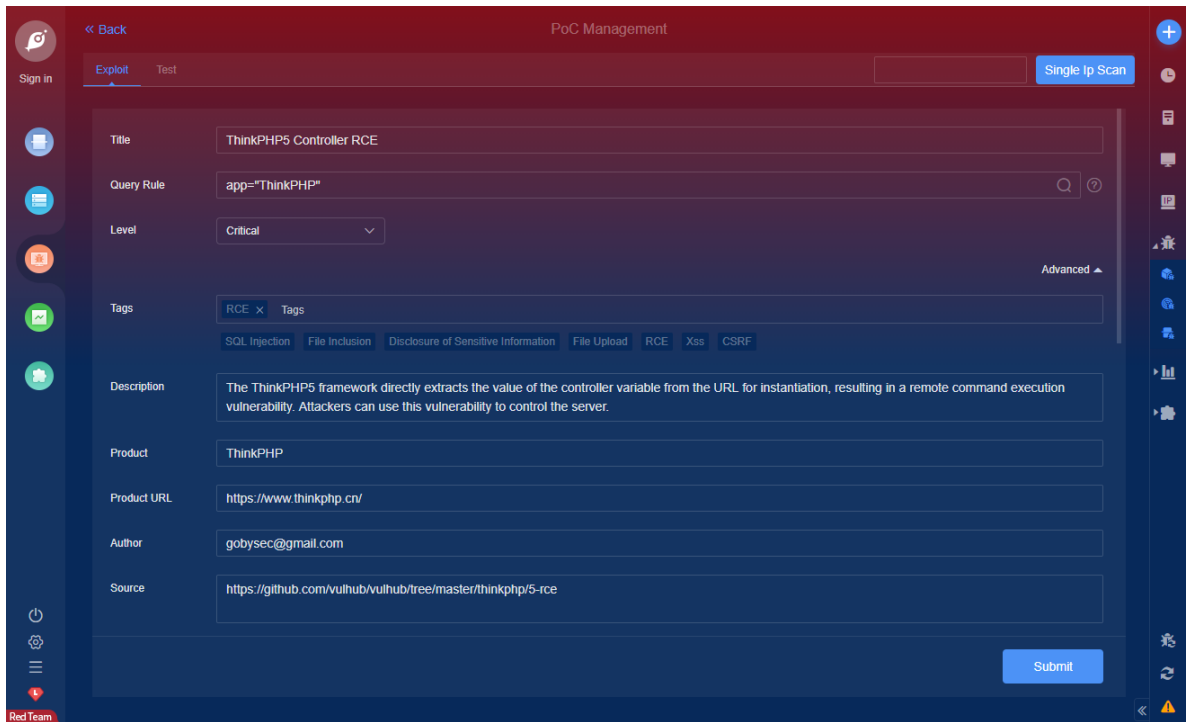 Back
PoC Management
Sign in
Exploit
Test
Single Ip Scan
Title
ThinkPHP5 Controller RCE
Query Rule
app="ThinkPHP"
Level
Critical
Advanced
Tags
RCE
Tags
SQL Injection
File Inclusion
Disclosure of Sensitive Information
File Upload
RCE
Xss
CSRF
Description
The ThinkPHP5 framework directly extracts the value of the controller variable from the URL for instantiation, resulting in a remote command execution
vulnerability. Attackers can use this vulnerability to control the server.
Product
ThinkPHP
Product URL
https://www.thinkphp.cn/
Author
gobysec@gmail.com
Source
https://github.com/vulhub/vulhub/tree/master/thinkphp/5-rce
Submit
IP
L
Red Team